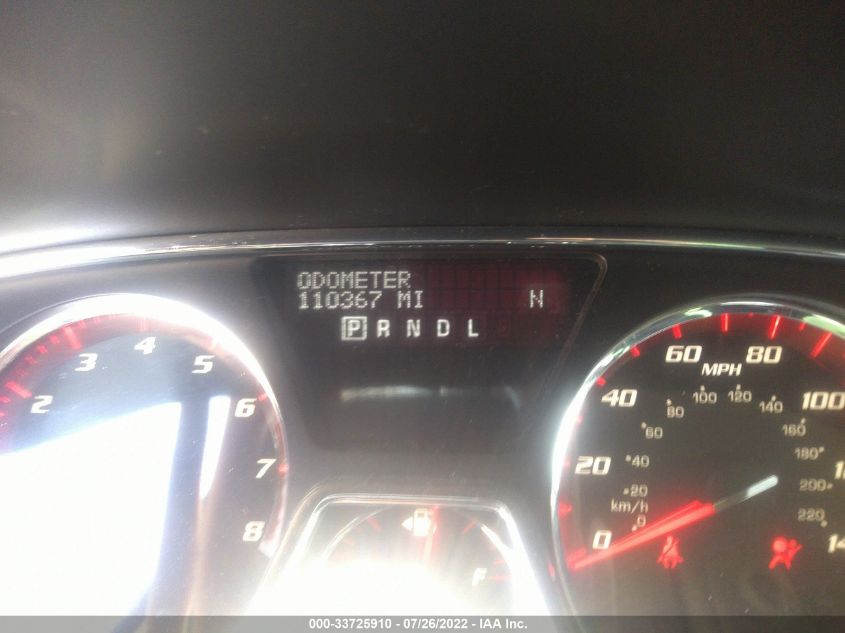 ODOMETER
110367 MI N
P R N D L
2 3 4 5 6 7 8
F
0 20 40 60 80 100
MPH
km/h
0 20 40 60 80 100 120 140 160 180 200 220
000-33725910 - 07/26/2022 - IAA Inc.